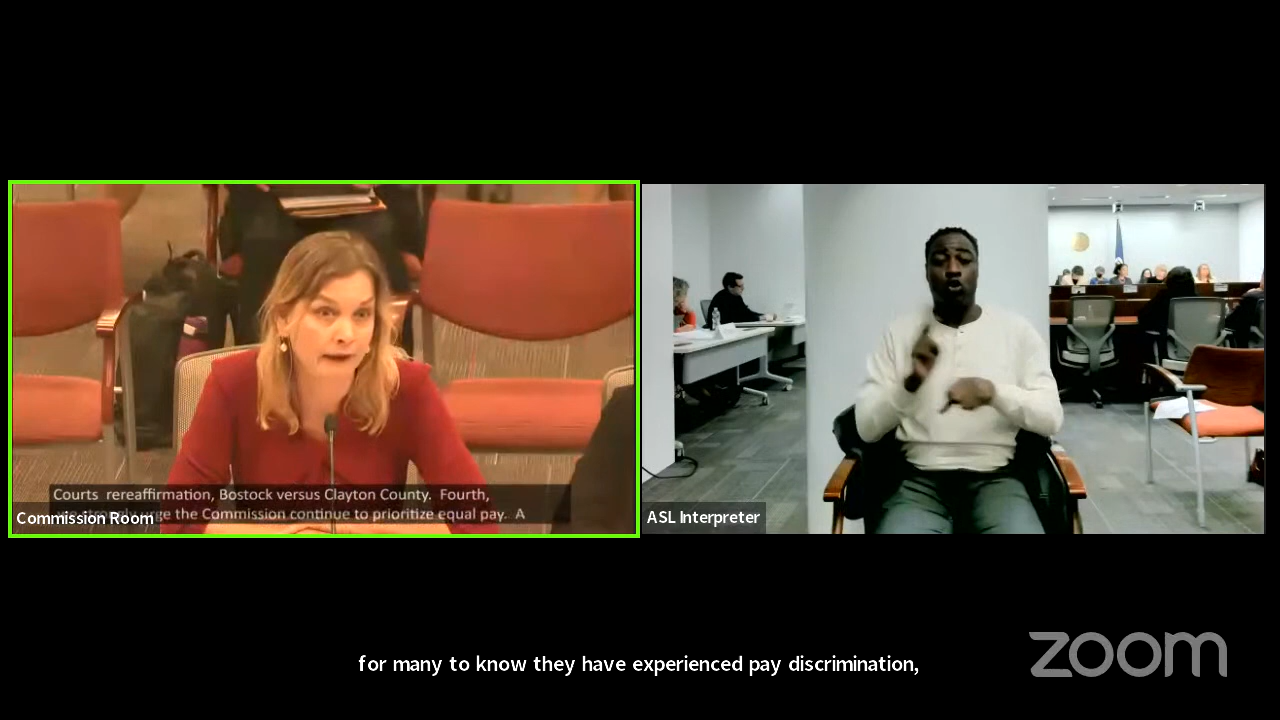 Courts rereaffirmation, Bostock versus Clayton County. Fourth,
urge the Commission continue to prioritize equal pay. A
Commission Room
ASL Interpreter
for many to know they have experienced pay discrimination,
zoom